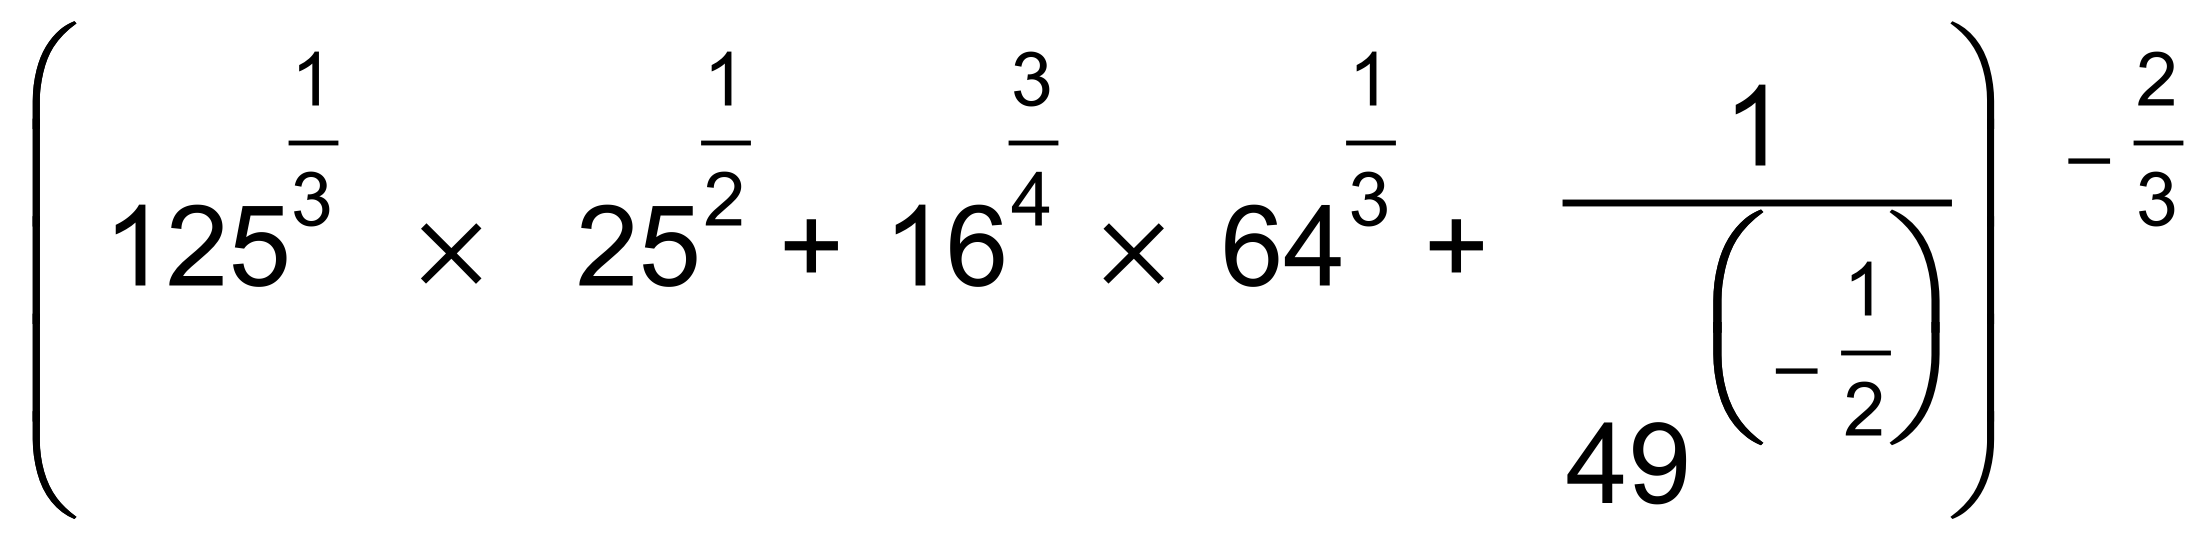 (125^(1/3) × 25^(1/2) + 16^(3/4) × 64^(1/3) + 1/49^(−1/2))^−2/3